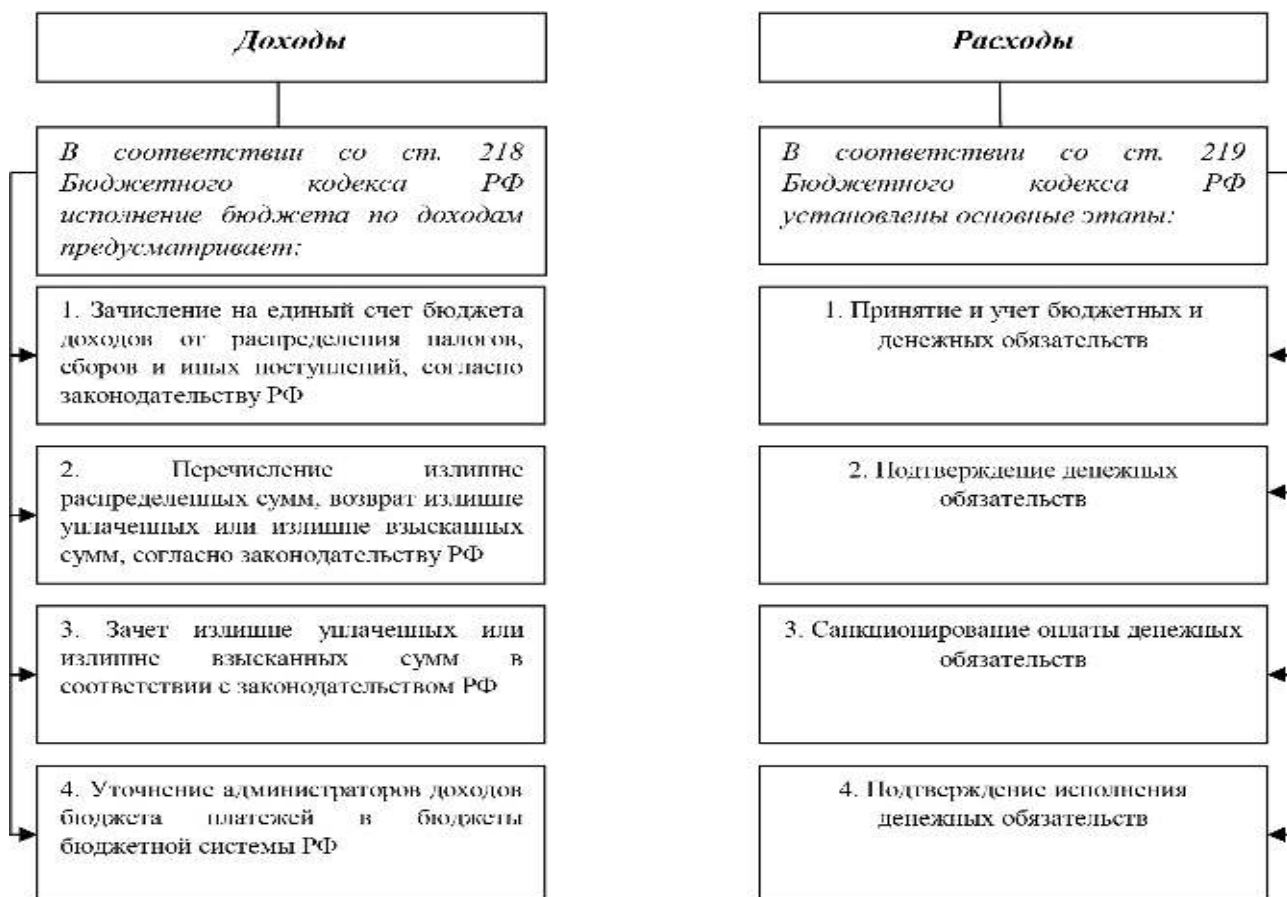 Доходы
В соответствии со ст. 218
Бюджетного кодекса РФ
исполнение бюджета по доходам
предусматривает:
1. Зачисление на единый счет бюджета
доходов от распределения налогов,
сборов и иных поступлений, согласно
законодательству РФ
2. Перечисление излишне
распределенных сумм, возврат излишне
уплаченных или излишне взысканных
сумм, согласно законодательству РФ
3. Зачет излишне уплаченных или
излишне взысканных сумм в
соответствии с законодательством РФ
4. Уточнение администраторов доходов
бюджета платежей в бюджеты
бюджетной системы РФ
Расходы
В соответствии со ст. 219
Бюджетного кодекса РФ
установлены основные этапы:
1. Принятие и учет бюджетных и
денежных обязательств
2. Подтверждение денежных
обязательств
3. Санкционирование оплаты денежных
обязательств
4. Подтверждение исполнения
денежных обязательств